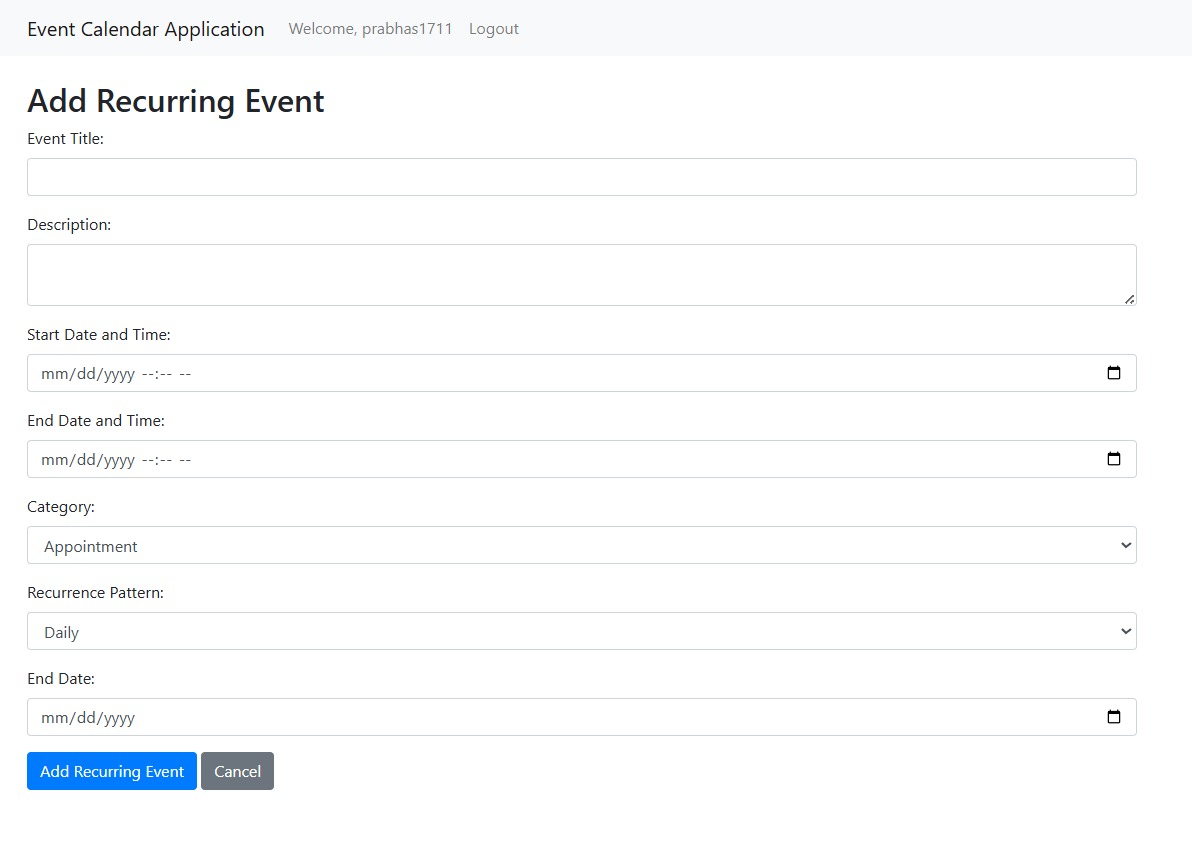 Event Calendar Application Welcome, prabhas1711 Logout
Add Recurring Event
Event Title:
Description:
Start Date and Time:
mm/dd/yyyy --:-- --
End Date and Time:
mm/dd/yyyy --:-- --
Category:
Appointment
Recurrence Pattern:
Daily
End Date:
mm/dd/yyyy
Add Recurring Event Cancel